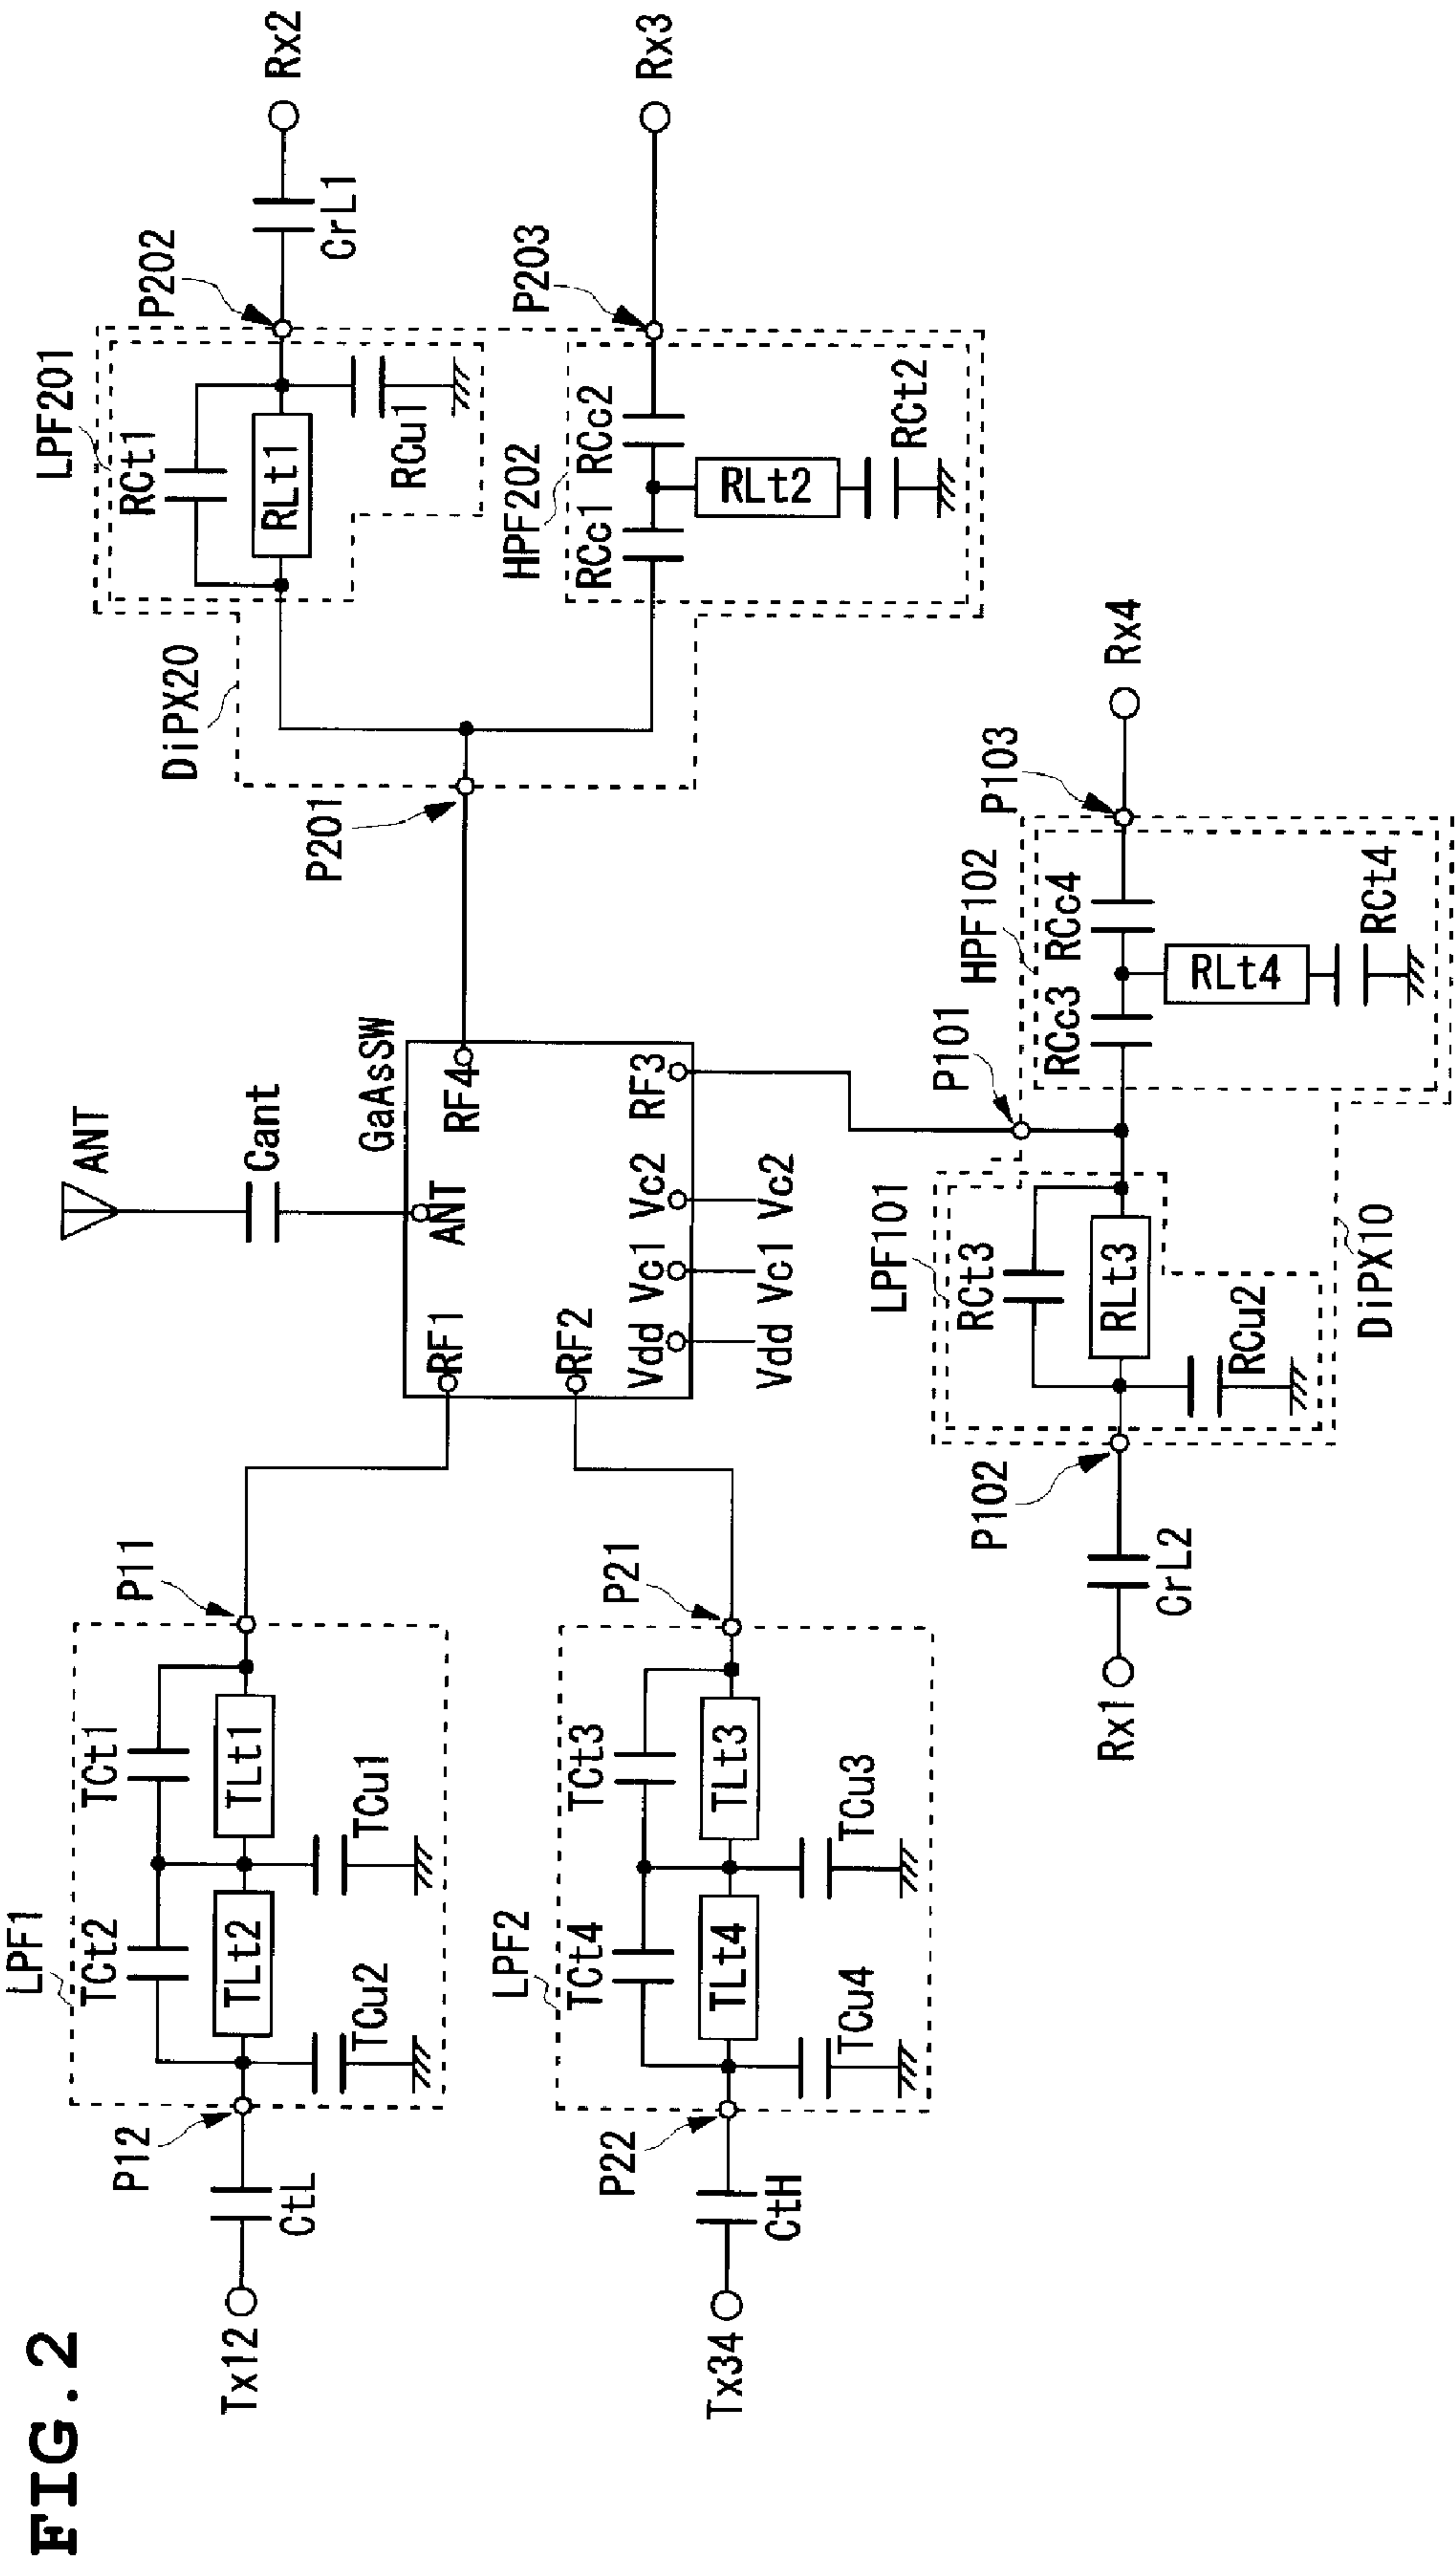 FIG.2
Tx12
CtL
P12
LPF1
TCt2
TLt2
TCu2
TCt1
TLt1
TCu1
P11
Tx34
CtH
P22
LPF2
TCt4
TLt4
TCu4
TCt3
TLt3
TCu3
P21
ANT
Cant
GaAsSW
RF1
ANT
RF4
RF2
Vdd
Vc1
Vc2
RF3
Vdd
Vc1
Vc2
P201
DiPX20
LPF201
RCt1
RLt1
RCu1
P202
CrL1
Rx2
HPF202
RCc1
RCc2
RLt2
RCt2
P203
Rx3
Rx1
CrL2
P102
LPF101
RCt3
RLt3
RCu2
DiPX10
P101
HPF102
RCc3
RCc4
RLt4
RCt4
P103
Rx4